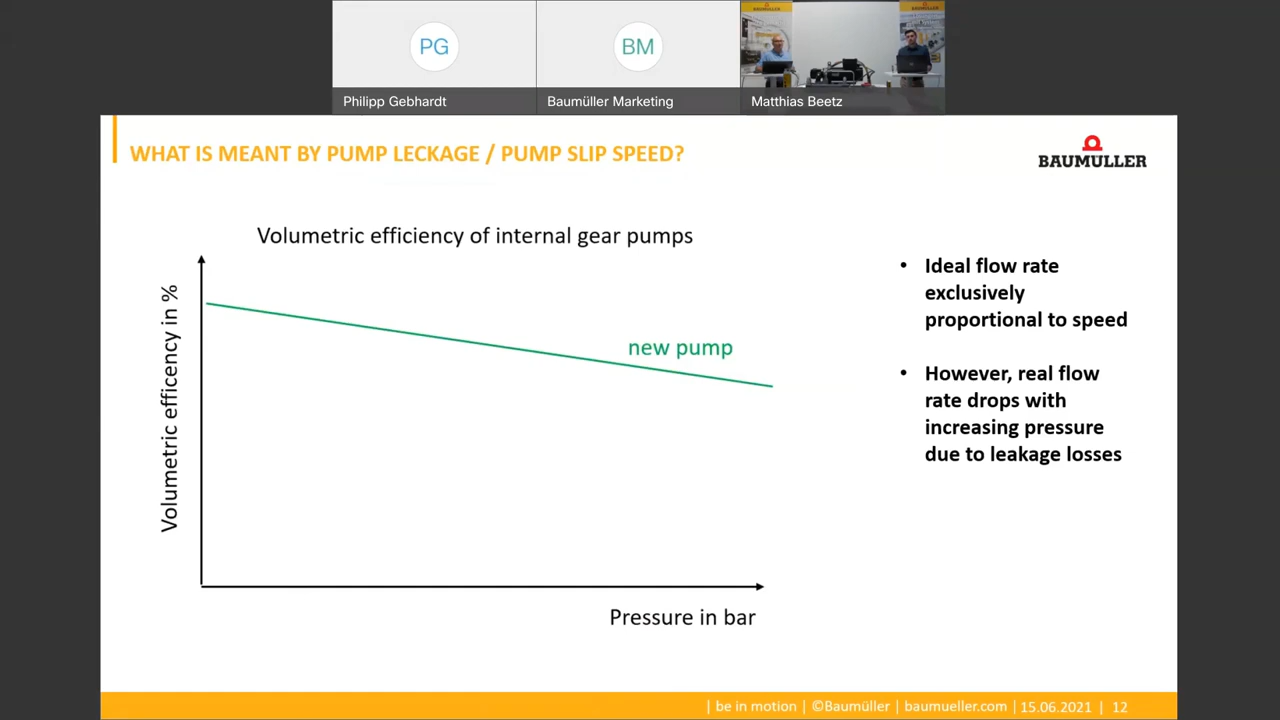 PG
BM
BAUMÜLLER
Philipp Gebhardt
Baumüller Marketing
Matthias Beetz
WHAT IS MEANT BY PUMP LECKAGE / PUMP SLIP SPEED?
BAUMÜLLER
Volumetric efficiency of internal gear pumps
Volumetric efficency in %
new pump
Pressure in bar
• Ideal flow rate
exclusively
proportional to speed
• However, real flow
rate drops with
increasing pressure
due to leakage losses
| be in motion | ©Baumüller | baumueller.com | 15.06.2021 | 12